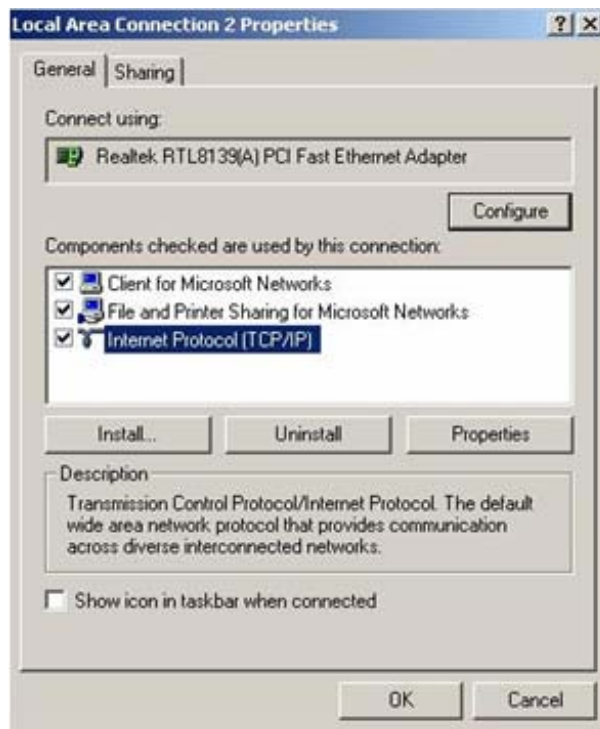 Local Area Connection 2 Properties
General
Sharing
Connect using:
Realtek RTL8139(A) PCI Fast Ethernet Adapter
Configure
Components checked are used by this connection:
Client for Microsoft Networks
File and Printer Sharing for Microsoft Networks
Internet Protocol (TCP/IP)
Install...
Uninstall
Properties
Description
Transmission Control Protocol/Internet Protocol. The default
wide area network protocol that provides communication
across diverse interconnected networks.
Show icon in taskbar when connected
OK
Cancel